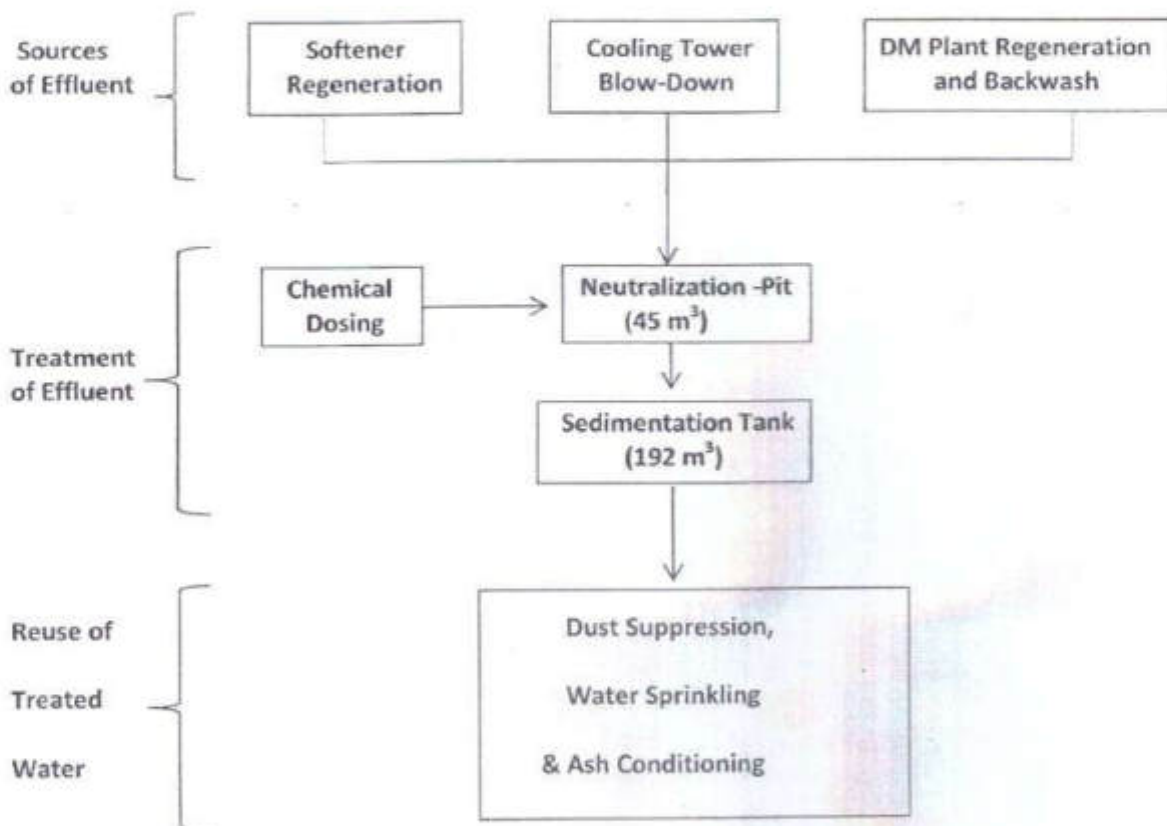 Sources
of Effluent
Softener
Regeneration
Cooling Tower
Blow-Down
DM Plant Regeneration
and Backwash
Treatment
of Effluent
Chemical
Dosing
Neutralization -Pit
(45 m³)
Sedimentation Tank
(192 m³)
Reuse of
Treated
Water
Dust Suppression,
Water Sprinkling
& Ash Conditioning